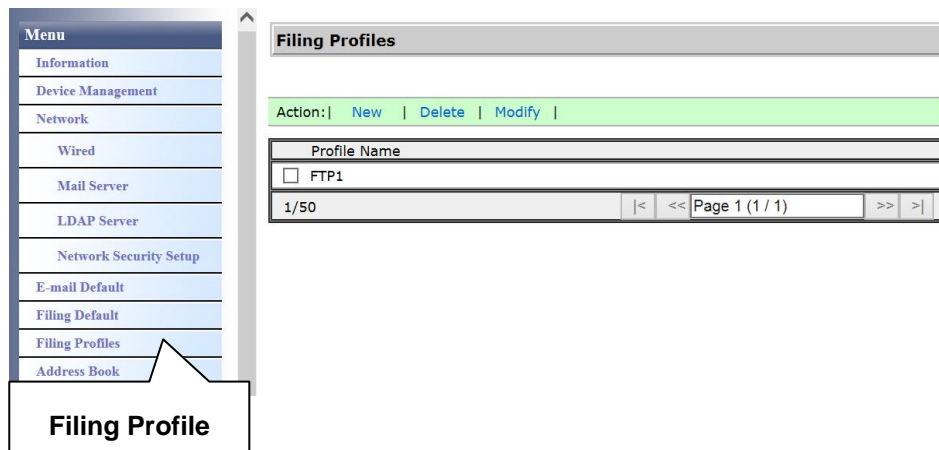 Menu
Information
Device Management
Network
Wired
Mail Server
LDAP Server
Network Security Setup
E-mail Default
Filing Default
Filing Profiles
Address Book
Filing Profile
Filing Profiles
Action:| New | Delete | Modify |
Profile Name
FTP1
1/50 |< << Page 1 (1 / 1) >> >|